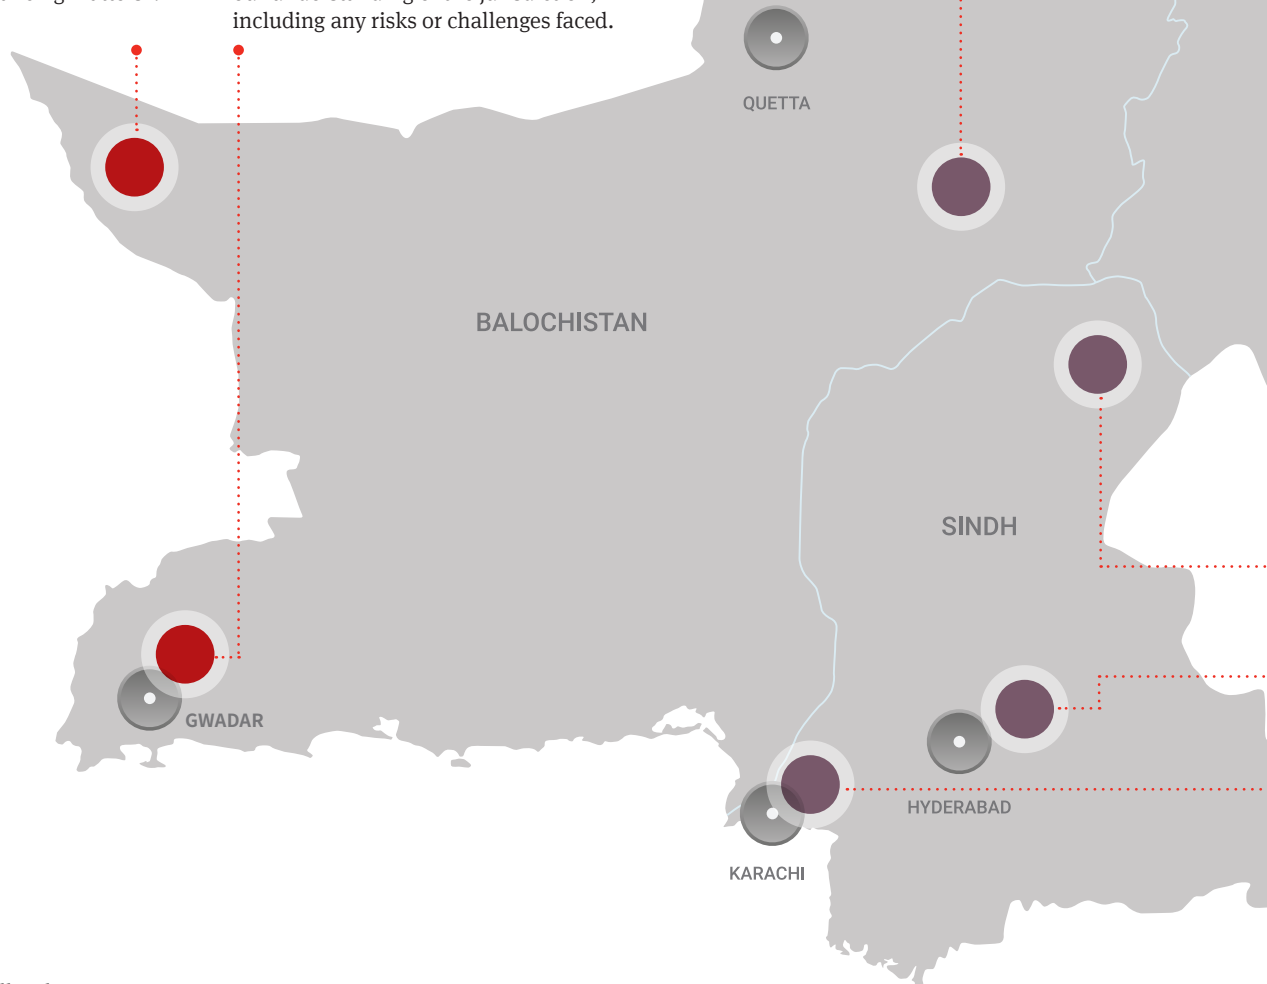 including any risks or challenges faced.
QUETTA
BALOCHISTAN
SINDH
GWADAR
HYDERABAD
KARACHI